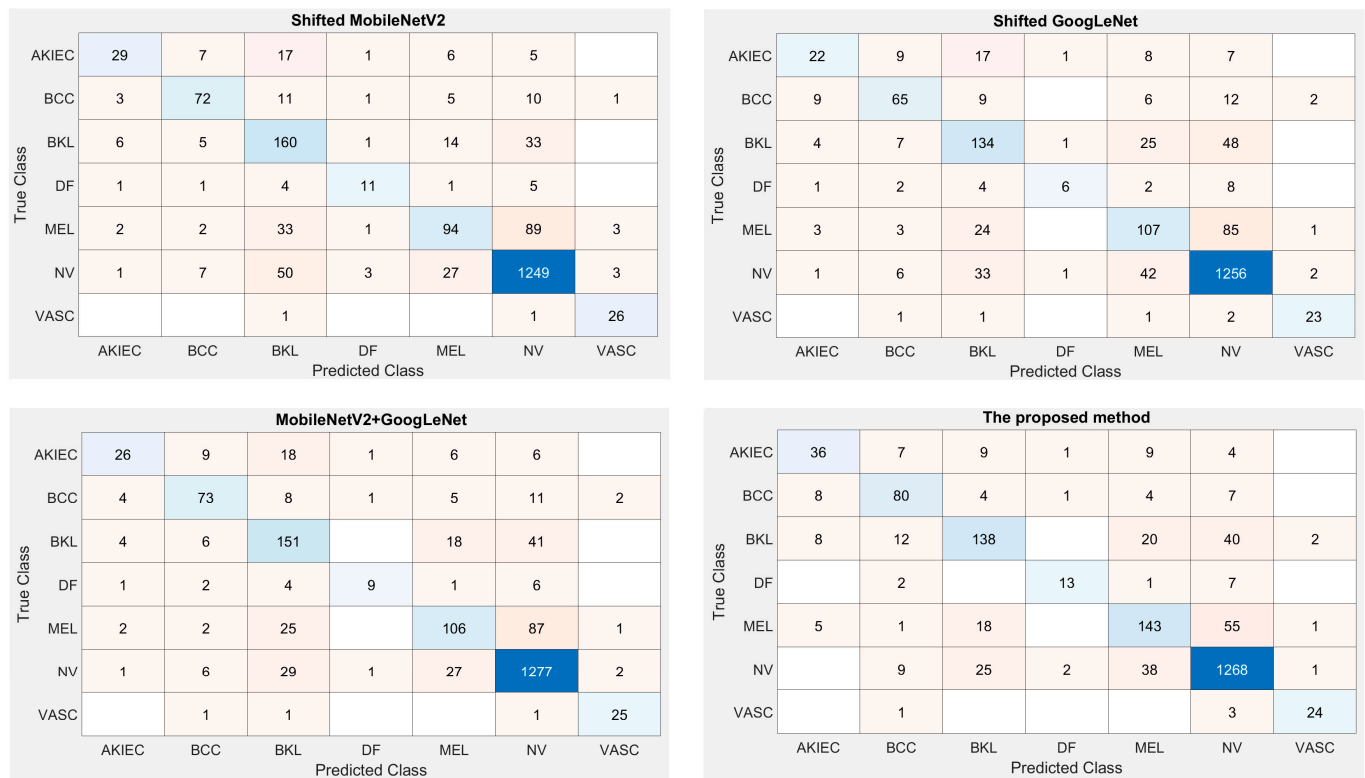 Shifted MobileNetV2
True Class
AKIEC 29 7 17 1 6 5
BCC 3 72 11 1 5 10 1
BKL 6 5 160 1 14 33
DF 1 1 4 11 1 5
MEL 2 2 33 1 94 89 3
NV 1 7 50 3 27 1249 3
VASC 1 1 26
AKIEC BCC BKL DF MEL NV VASC
Predicted Class
Shifted GoogLeNet
True Class
AKIEC 22 9 17 1 8 7
BCC 9 65 9 6 12 2
BKL 4 7 134 1 25 48
DF 1 2 4 6 2 8
MEL 3 3 24 107 85 1
NV 1 6 33 1 42 1256 2
VASC 1 1 1 2 23
AKIEC BCC BKL DF MEL NV VASC
Predicted Class
MobileNetV2+GoogLeNet
True Class
AKIEC 26 9 18 1 6 6
BCC 4 73 8 1 5 11 2
BKL 4 6 151 18 41
DF 1 2 4 9 1 6
MEL 2 2 25 106 87 1
NV 1 6 29 1 27 1277 2
VASC 1 1 1 25
AKIEC BCC BKL DF MEL NV VASC
Predicted Class
The proposed method
True Class
AKIEC 36 7 9 1 9 4
BCC 8 80 4 1 4 7
BKL 8 12 138 20 40 2
DF 2 13 1 7
MEL 5 1 18 143 55 1
NV 9 25 2 38 1268 1
VASC 1 3 24
AKIEC BCC BKL DF MEL NV VASC
Predicted Class